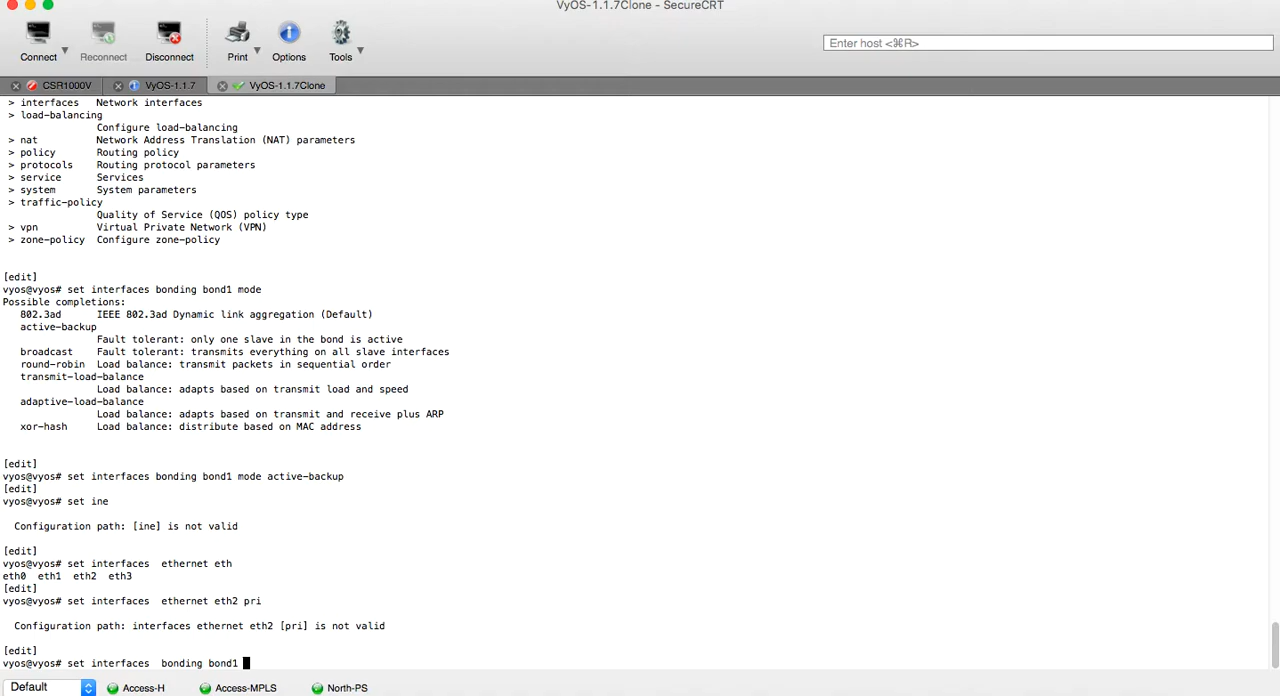 VyOS-1.1.7Clone - SecureCRT
Connect Reconnect Disconnect Print Options Tools
Enter host <⌘R>
CSR1000V VyOS-1.1.7 VyOS-1.1.7Clone
> interfaces Network interfaces
> load-balancing
Configure load-balancing
> nat Network Address Translation (NAT) parameters
> policy Routing policy
> protocols Routing protocol parameters
> service Services
> system System parameters
> traffic-policy
Quality of Service (QOS) policy type
> vpn Virtual Private Network (VPN)
> zone-policy Configure zone-policy
[edit]
vyos@vyos# set interfaces bonding bond1 mode
Possible completions:
802.3ad IEEE 802.3ad Dynamic link aggregation (Default)
active-backup
Fault tolerant: only one slave in the bond is active
broadcast Fault tolerant: transmits everything on all slave interfaces
round-robin Load balance: transmit packets in sequential order
transmit-load-balance
Load balance: adapts based on transmit load and speed
adaptive-load-balance
Load balance: adapts based on transmit and receive plus ARP
xor-hash Load balance: distribute based on MAC address
[edit]
vyos@vyos# set interfaces bonding bond1 mode active-backup
[edit]
vyos@vyos# set ine
Configuration path: [ine] is not valid
[edit]
vyos@vyos# set interfaces ethernet eth
eth0 eth1 eth2 eth3
[edit]
vyos@vyos# set interfaces ethernet eth2 pri
Configuration path: interfaces ethernet eth2 [pri] is not valid
[edit]
vyos@vyos# set interfaces bonding bond1
Default Access-H Access-MPLS North-PS